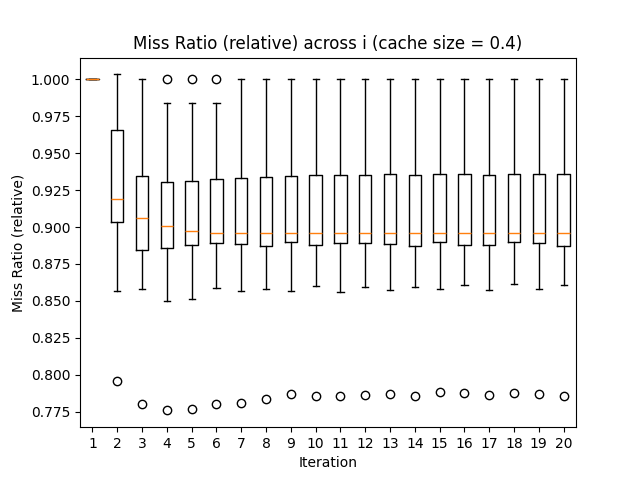 Miss Ratio (relative) across i (cache size = 0.4)
1.000
0.975
0.950
0.925
0.900
0.875
0.850
0.825
0.800
0.775
Miss Ratio (relative)
1 2 3 4 5 6 7 8 9 10 11 12 13 14 15 16 17 18 19 20
Iteration